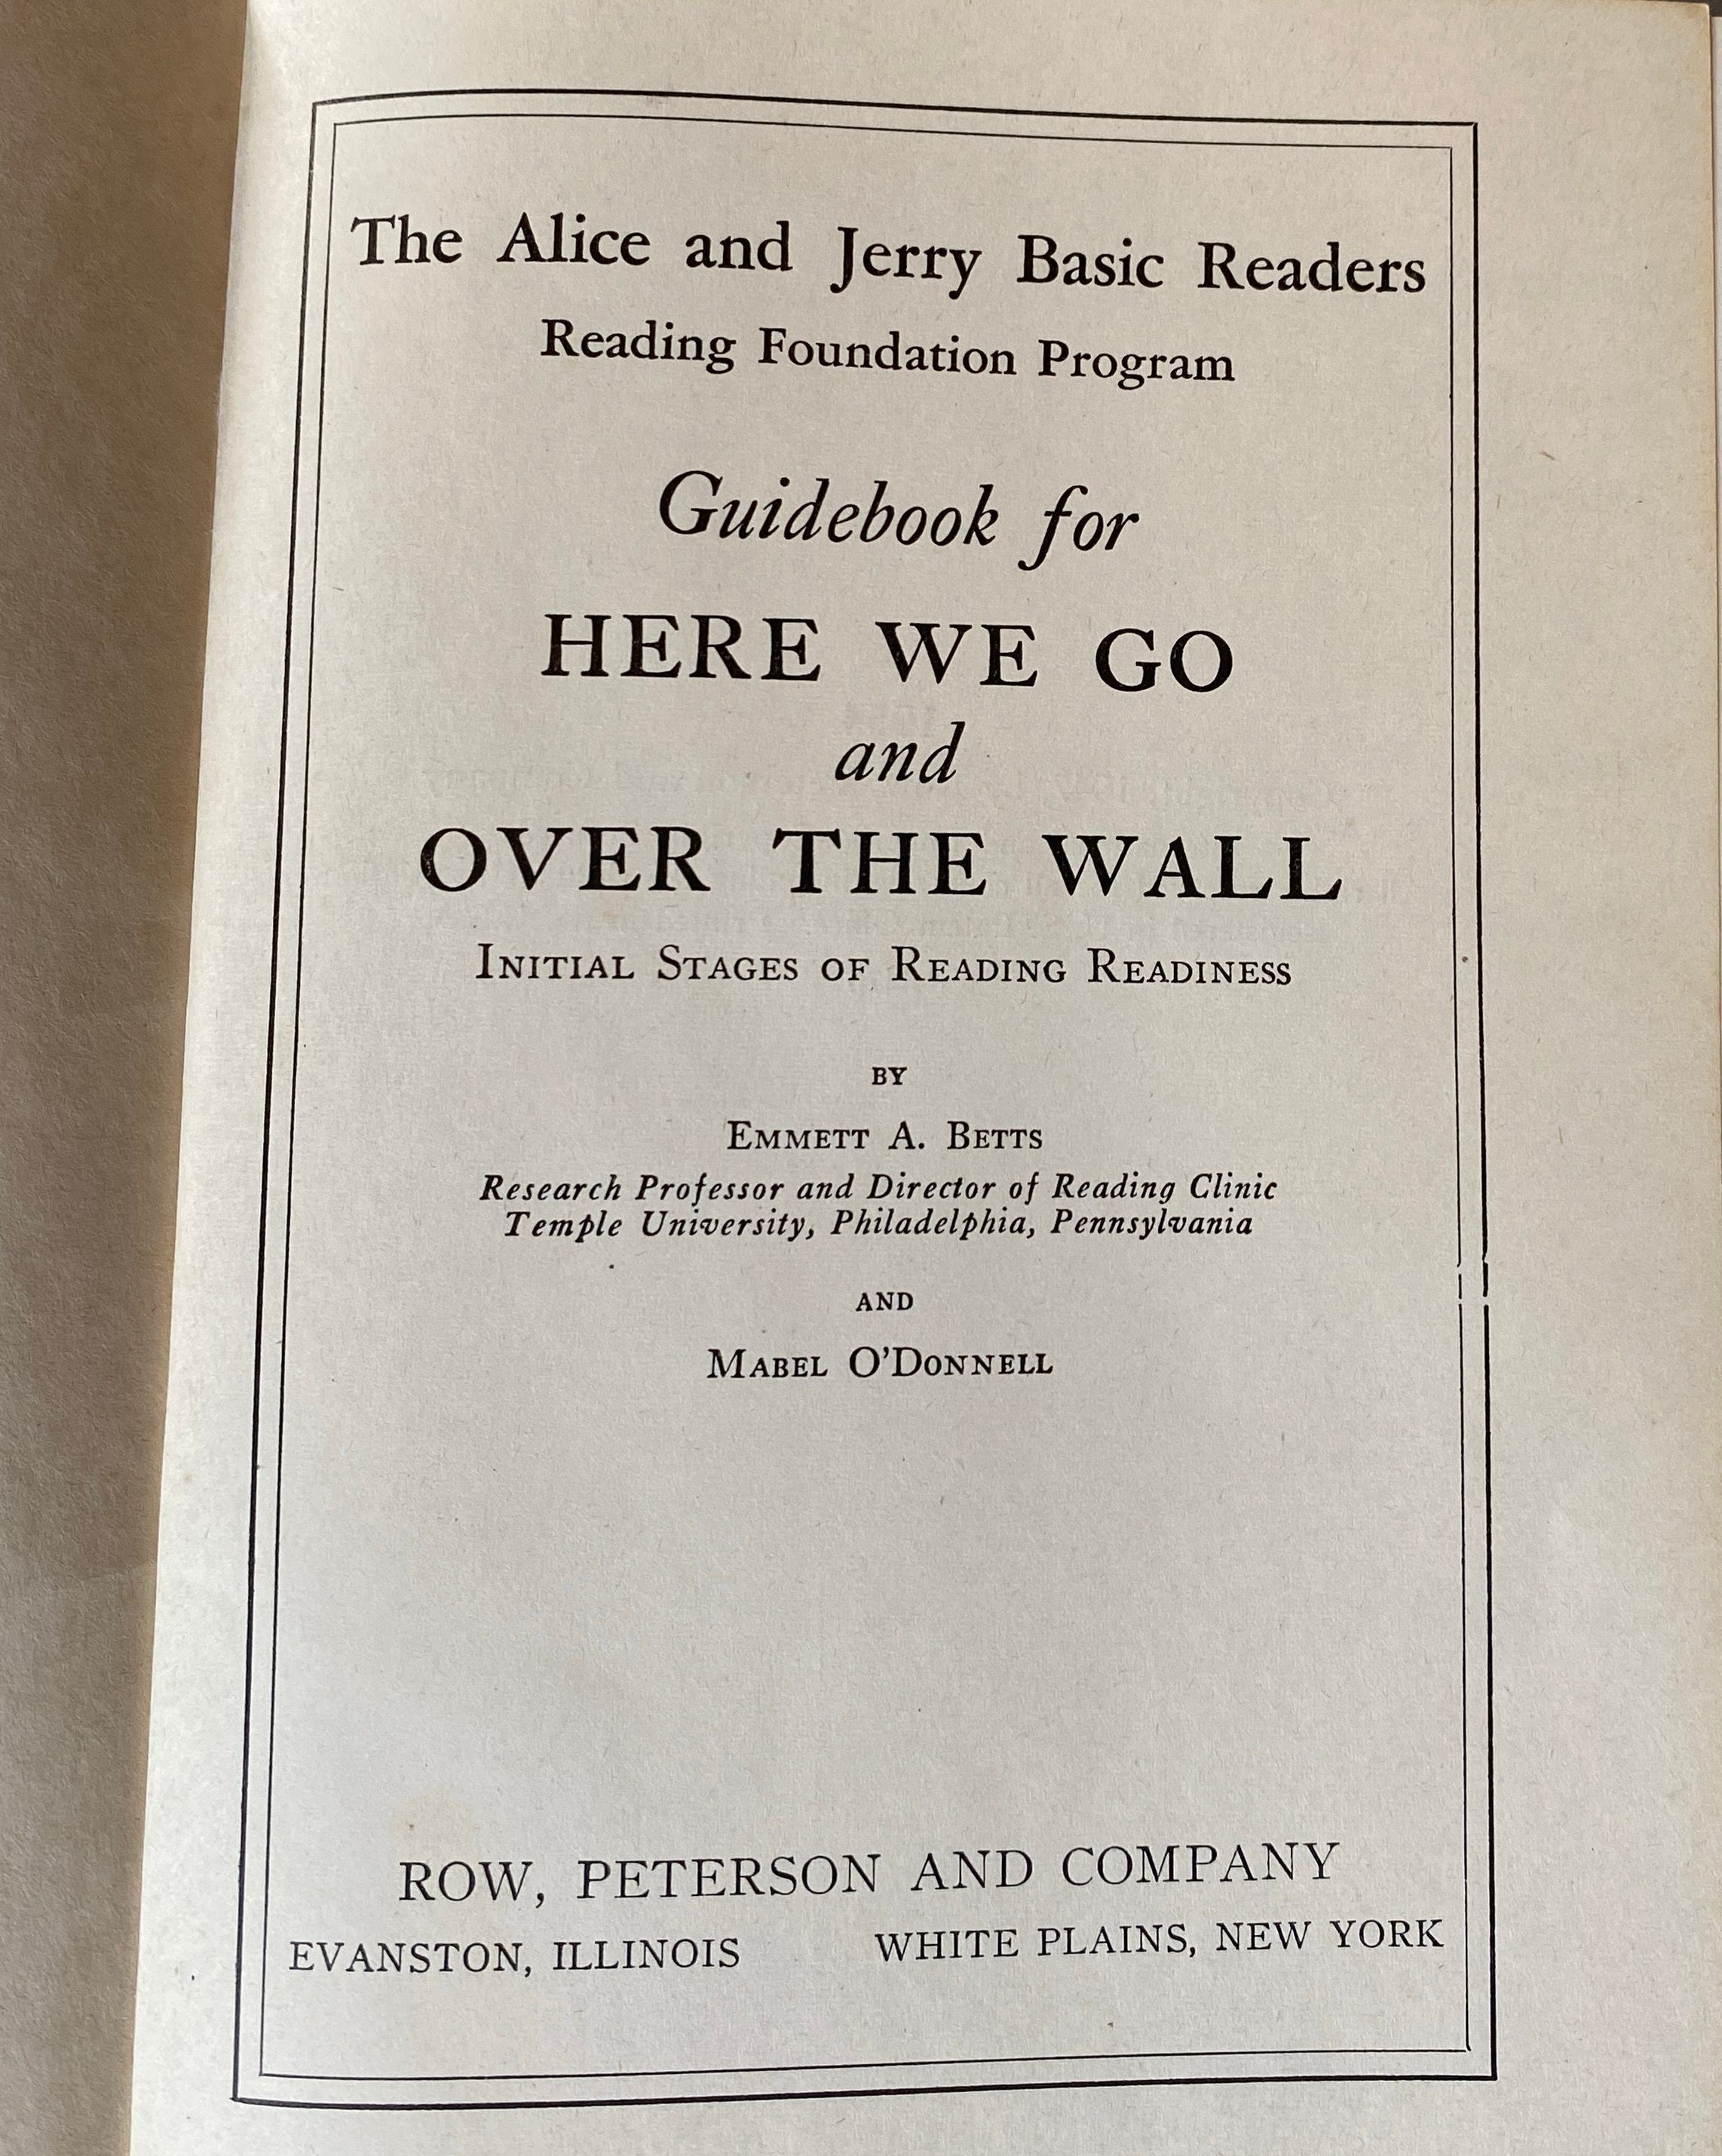 The Alice and Jerry Basic Readers
Reading Foundation Program
Guidebook for
HERE WE GO
and
OVER THE WALL
INITIAL STAGES OF READING READINESS
BY
EMMETT A. BETTS
Research Professor and Director of Reading Clinic
Temple University, Philadelphia, Pennsylvania
AND
MABEL O'DONNELL
ROW, PETERSON AND COMPANY
EVANSTON, ILLINOIS WHITE PLAINS, NEW YORK